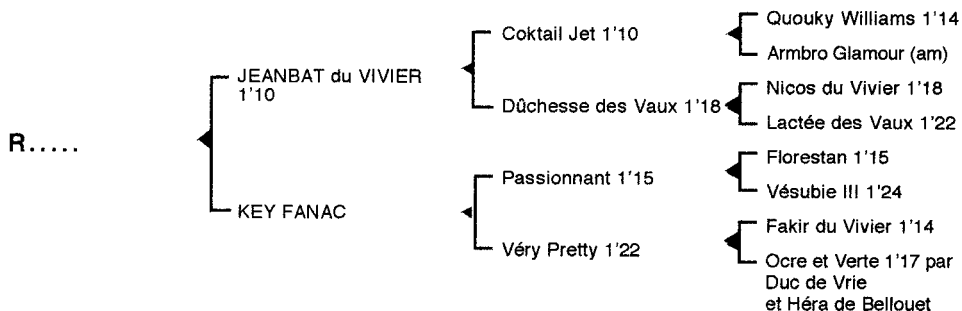 R.....
JEANBAT du VIVIER
1'10
KEY FANAC
Coktail Jet 1'10
Dûchesse des Vaux 1'18
Passionnant 1'15
Véry Pretty 1'22
Quouky Williams 1'14
Armbro Glamour (am)
Nicos du Vivier 1'18
Lactée des Vaux 1'22
Florestan 1'15
Vésubie III 1'24
Fakir du Vivier 1'14
Ocre et Verte 1'17 par
Duc de Vrie
et Héra de Bellouet